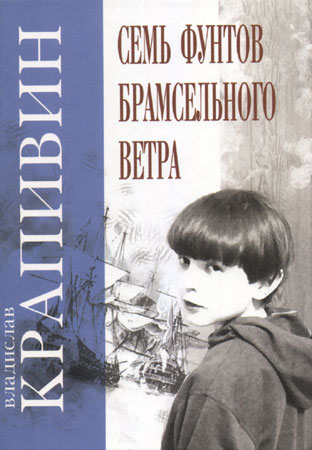 СЕМЬ ФУНТОВ
БРАМСЕЛЬНОГО
ВЕТРА
владислав
КРАПИВИН